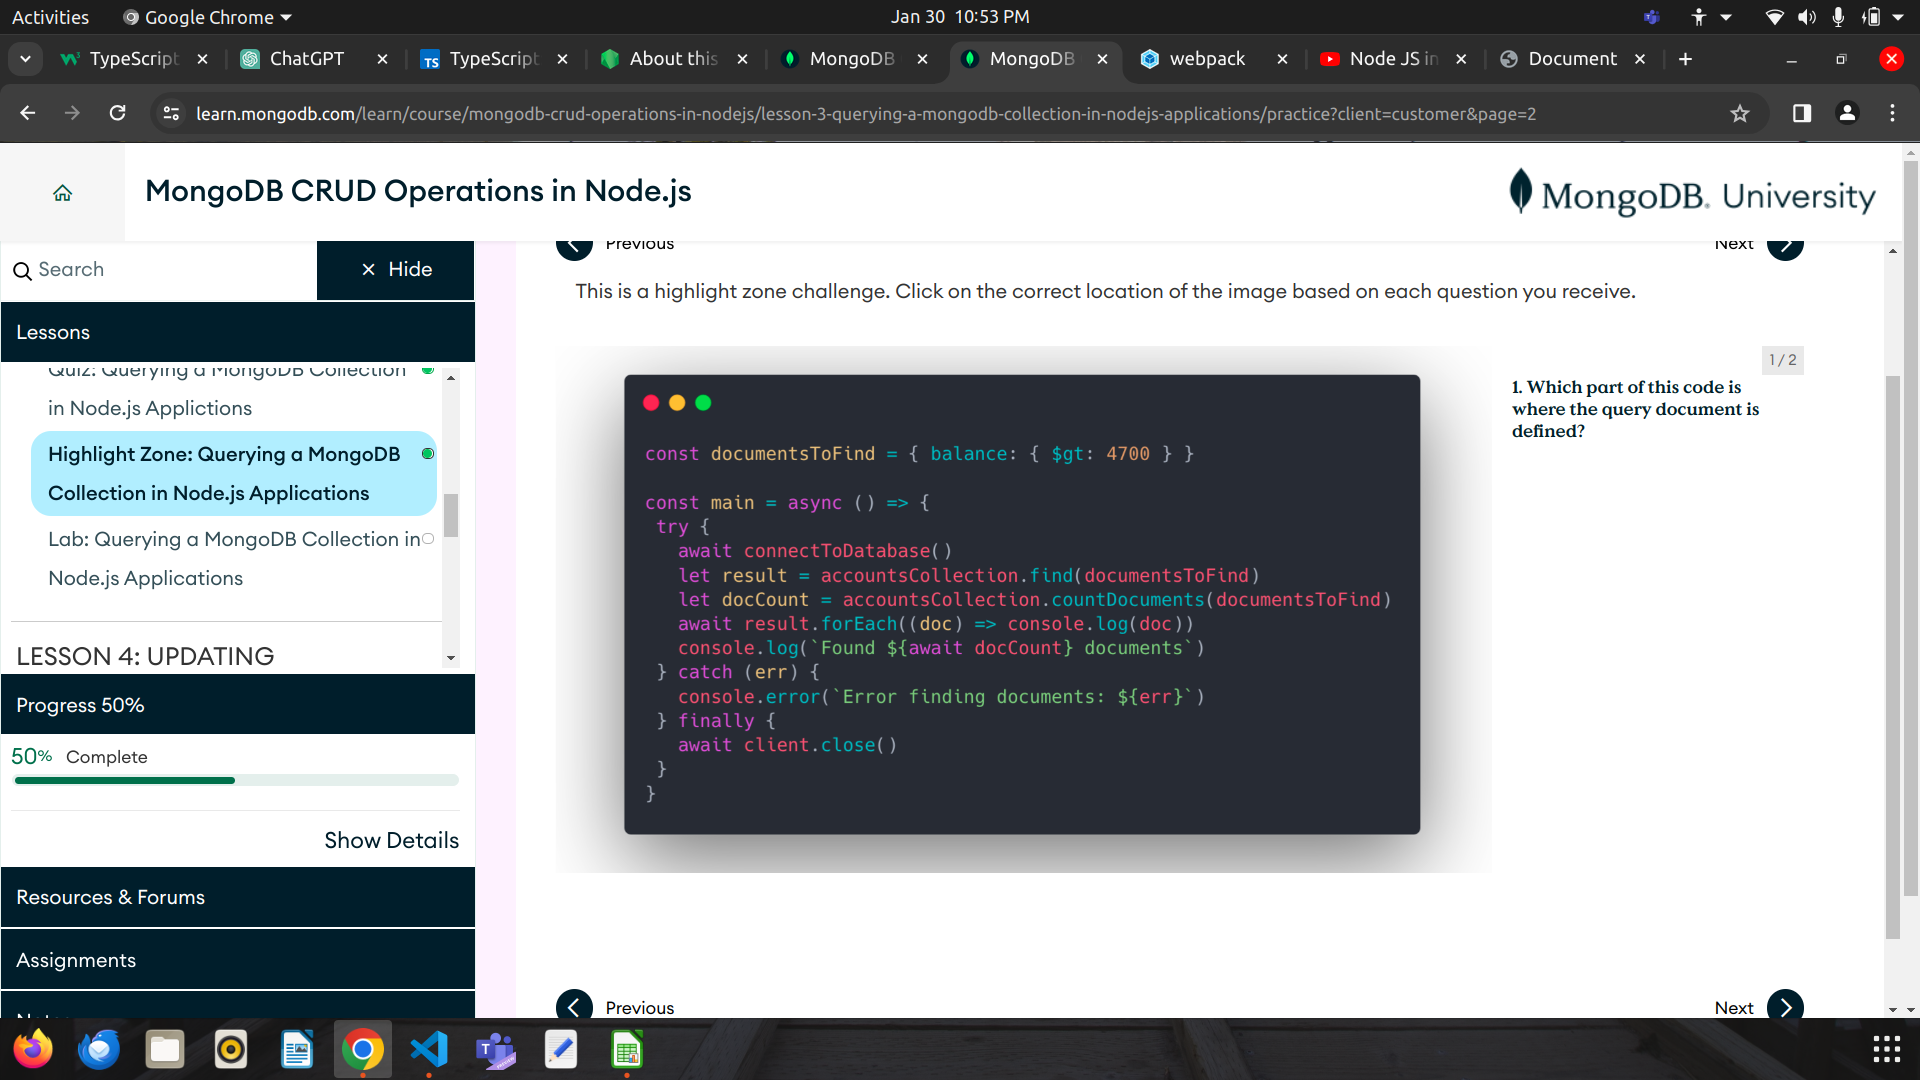 Activities
Google Chrome
Jan 30 10:53 PM
TypeScript
ChatGPT
TypeScript
About this
MongoDB
MongoDB
webpack
Node JS in
Document
learn.mongodb.com/learn/course/mongodb-crud-operations-in-nodejs/lesson-3-querying-a-mongodb-collection-in-nodejs-applications/practice?client=customer&page=2
MongoDB CRUD Operations in Node.js
MongoDB. University
Search
Hide
Lessons
Quiz: Querying a MongoDB Collection
in Node.js Applictions
Highlight Zone: Querying a MongoDB
Collection in Node.js Applications
Lab: Querying a MongoDB Collection in
Node.js Applications
LESSON 4: UPDATING
Progress 50%
50% Complete
Show Details
Resources & Forums
Assignments
Previous
Next
This is a highlight zone challenge. Click on the correct location of the image based on each question you receive.
1 / 2
1. Which part of this code is
where the query document is
defined?
const documentsToFind = { balance: { $gt: 4700 } }
const main = async () => {
try {
await connectToDatabase()
let result = accountsCollection.find(documentsToFind)
let docCount = accountsCollection.countDocuments(documentsToFind)
await result.forEach((doc) => console.log(doc))
console.log(`Found ${await docCount} documents`)
} catch (err) {
console.error(`Error finding documents: ${err}`)
} finally {
await client.close()
}
}
Previous
Next